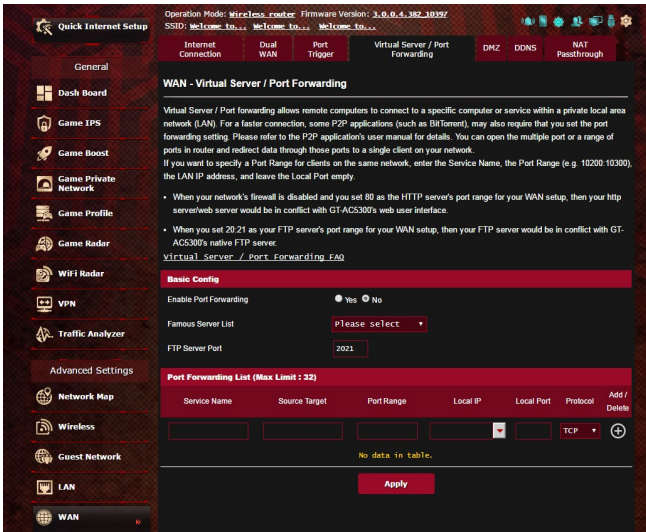 Quick Internet Setup
Operation Mode: Wireless router Firmware Version: 3.0.0.4.382_10397
SSID: Welcome to... Welcome to... Welcome to...
Internet Connection
Dual WAN
Port Trigger
Virtual Server / Port Forwarding
DMZ
DDNS
NAT Passthrough
General
Dash Board
Game IPS
Game Boost
Game Private Network
Game Profile
Game Radar
WiFi Radar
VPN
Traffic Analyzer
Advanced Settings
Network Map
Wireless
Guest Network
LAN
WAN
WAN - Virtual Server / Port Forwarding
Virtual Server / Port forwarding allows remote computers to connect to a specific computer or service within a private local area
network (LAN). For a faster connection, some P2P applications (such as BitTorrent), may also require that you set the port
forwarding setting. Please refer to the P2P application's user manual for details. You can open the multiple port or a range of
ports in router and redirect data through those ports to a single client on your network.
If you want to specify a Port Range for clients on the same network, enter the Service Name, the Port Range (e.g. 10200:10300),
the LAN IP address, and leave the Local Port empty.
• When your network's firewall is disabled and you set 80 as the HTTP server's port range for your WAN setup, then your http
server/web server would be in conflict with GT-AC5300's web user interface.
• When you set 20:21 as your FTP server's port range for your WAN setup, then your FTP server would be in conflict with GT-
AC5300's native FTP server.
Virtual Server / Port Forwarding FAQ
Basic Config
Enable Port Forwarding Yes No
Famous Server List Please select
FTP Server Port 2021
Port Forwarding List (Max Limit : 32)
Service Name Source Target Port Range Local IP Local Port Protocol Add / Delete
TCP
No data in table.
Apply